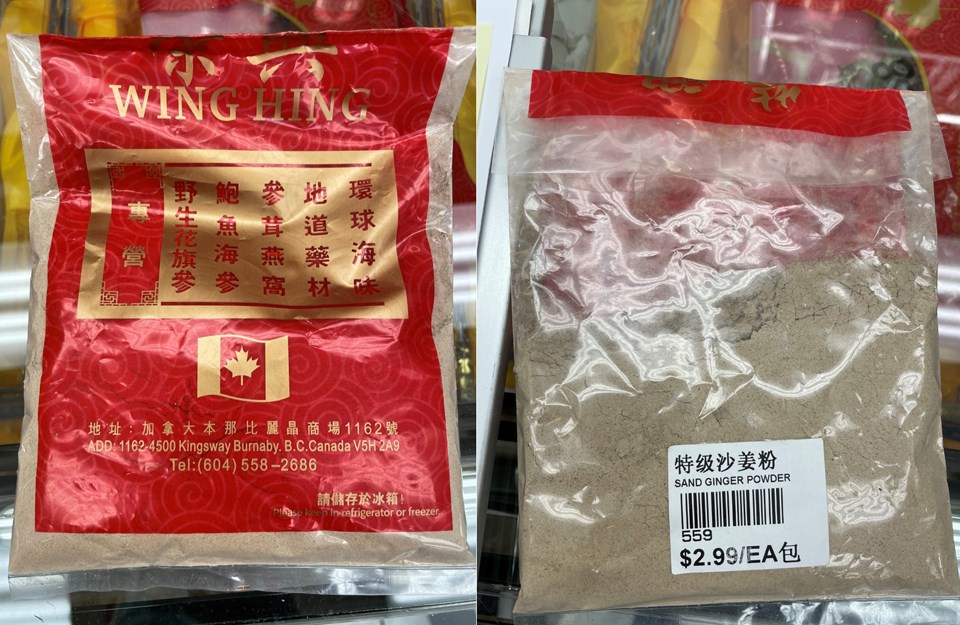 WING HING
專營
野生花旗參
鮑魚海參
參茸燕窩
地道藥材
環球海味
地址：加拿大本那比麗晶商場1162號
ADD: 1162-4500 Kingsway Burnaby. B.C.Canada V5H 2A9
Tel:(604) 558-2686
請儲存於冰箱!
Please keep in refrigerator or freezer.
特级沙姜粉
SAND GINGER POWDER
559
$2.99/EA包